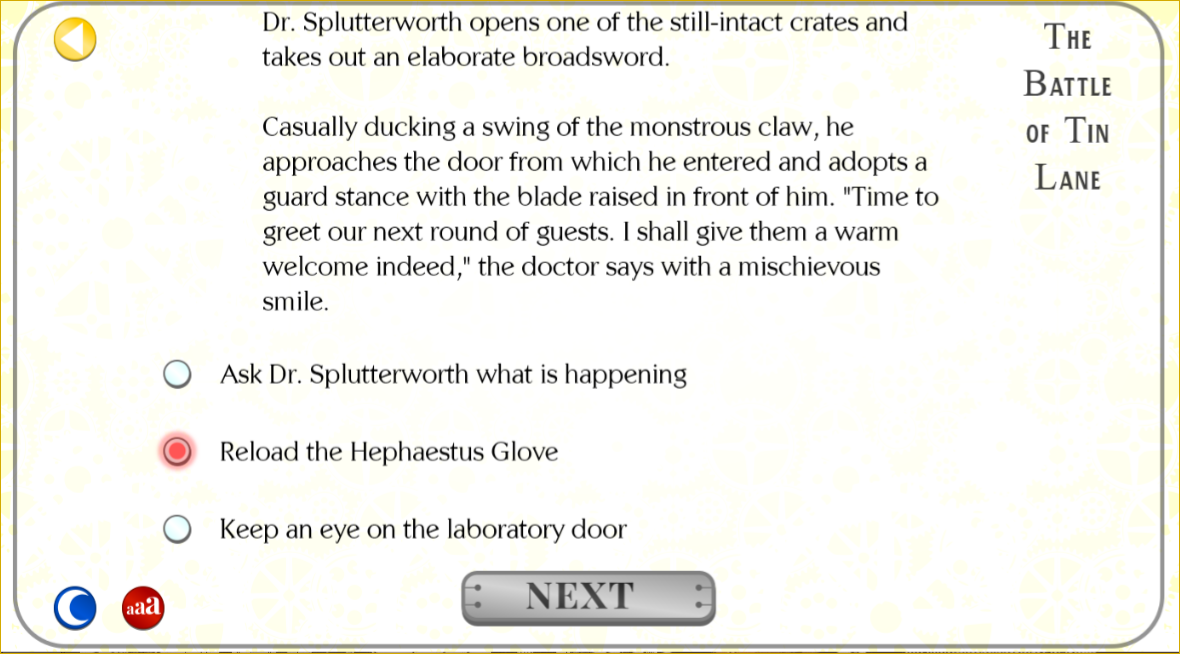 Dr. Splutterworth opens one of the still-intact crates and
takes out an elaborate broadsword.
Casually ducking a swing of the monstrous claw, he
approaches the door from which he entered and adopts a
guard stance with the blade raised in front of him. "Time to
greet our next round of guests. I shall give them a warm
welcome indeed," the doctor says with a mischievous
smile.
The
Battle
of Tin
Lane
Ask Dr. Splutterworth what is happening
Reload the Hephaestus Glove
Keep an eye on the laboratory door
aaa
NEXT